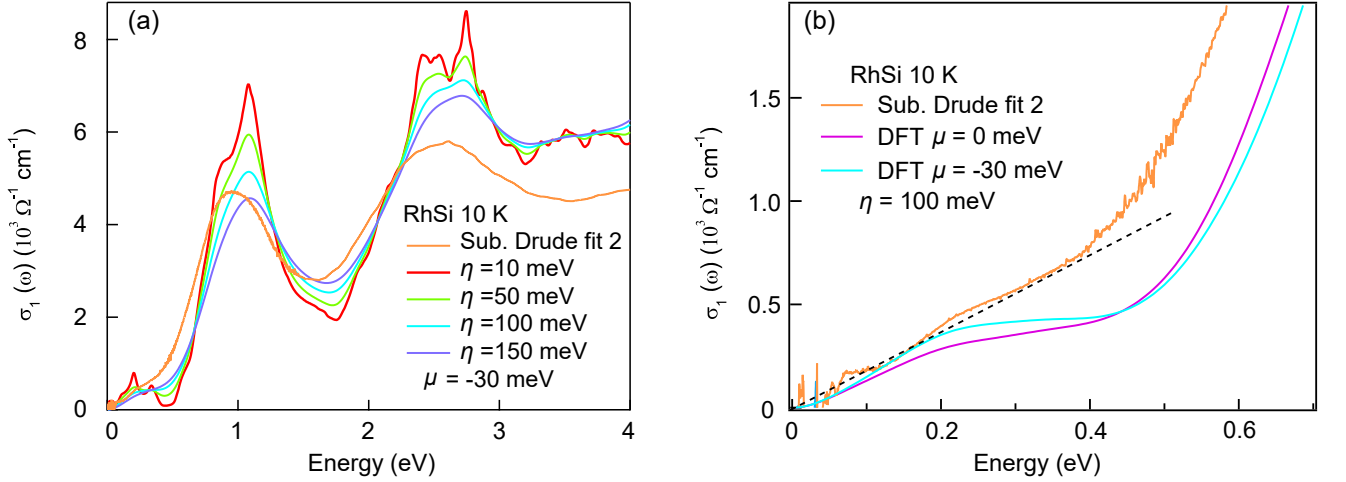 (a)
8
6
4
2
0
σ₁ (ω) (10³ Ω⁻¹ cm⁻¹)
RhSi 10 K
Sub. Drude fit 2
η =10 meV
η =50 meV
η =100 meV
η =150 meV
μ = -30 meV
0 1 2 3 4
Energy (eV)
(b)
1.5
1.0
0.5
0
σ₁ (ω) (10³ Ω⁻¹ cm⁻¹)
RhSi 10 K
Sub. Drude fit 2
DFT μ = 0 meV
DFT μ = -30 meV
η = 100 meV
0 0.2 0.4 0.6
Energy (eV)